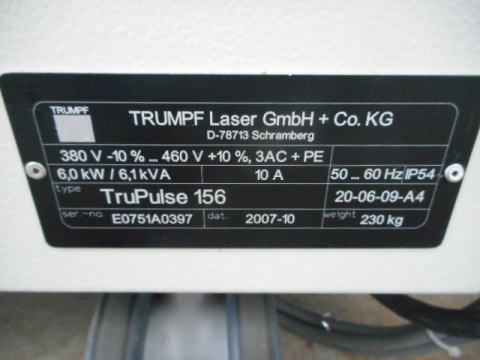 TRUMPF
TRUMPF Laser GmbH + Co. KG
D-78713 Schramberg
380 V -10 % ... 460 V +10 %, 3AC + PE
6,0 kW / 6,1 kVA 10 A 50 ... 60 Hz IP54
type TruPulse 156 20-06-09-A4
ser.-no. E0751A0397 dat. 2007-10 weight 230 kg